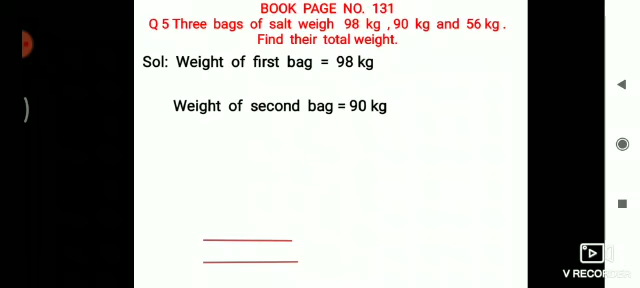 BOOK PAGE NO. 131
Q 5 Three bags of salt weigh 98 kg , 90 kg and 56 kg .
Find their total weight.
Sol: Weight of first bag = 98 kg
Weight of second bag = 90 kg
V RECORDER